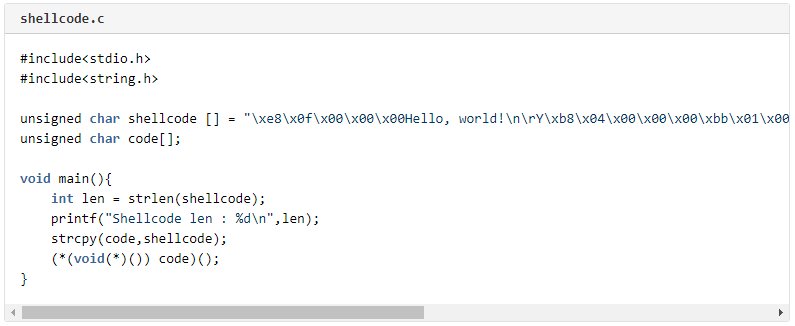 shellcode.c
#include<stdio.h>
#include<string.h>
unsigned char shellcode [] = "\xe8\x0f\x00\x00\x00Hello, world!\n\rY\xb8\x04\x00\x00\x00\xbb\x01\x00
unsigned char code[];
void main(){
    int len = strlen(shellcode);
    printf("Shellcode len : %d\n",len);
    strcpy(code,shellcode);
    (*(void(*)()) code)();
}